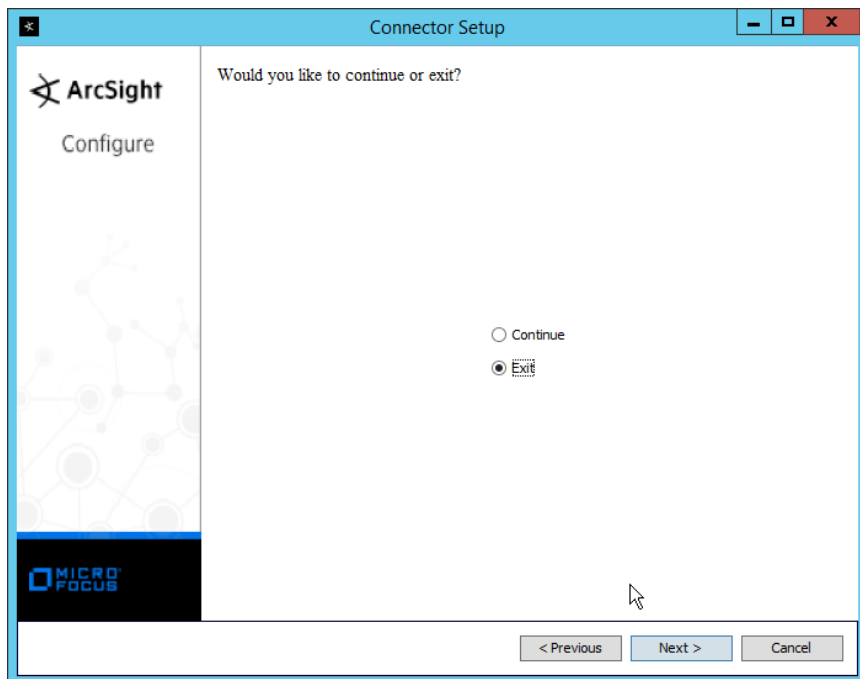 Connector Setup
ArcSight
Configure
Would you like to continue or exit?
Continue
Exit
MICRO
FOCUS
< Previous
Next >
Cancel